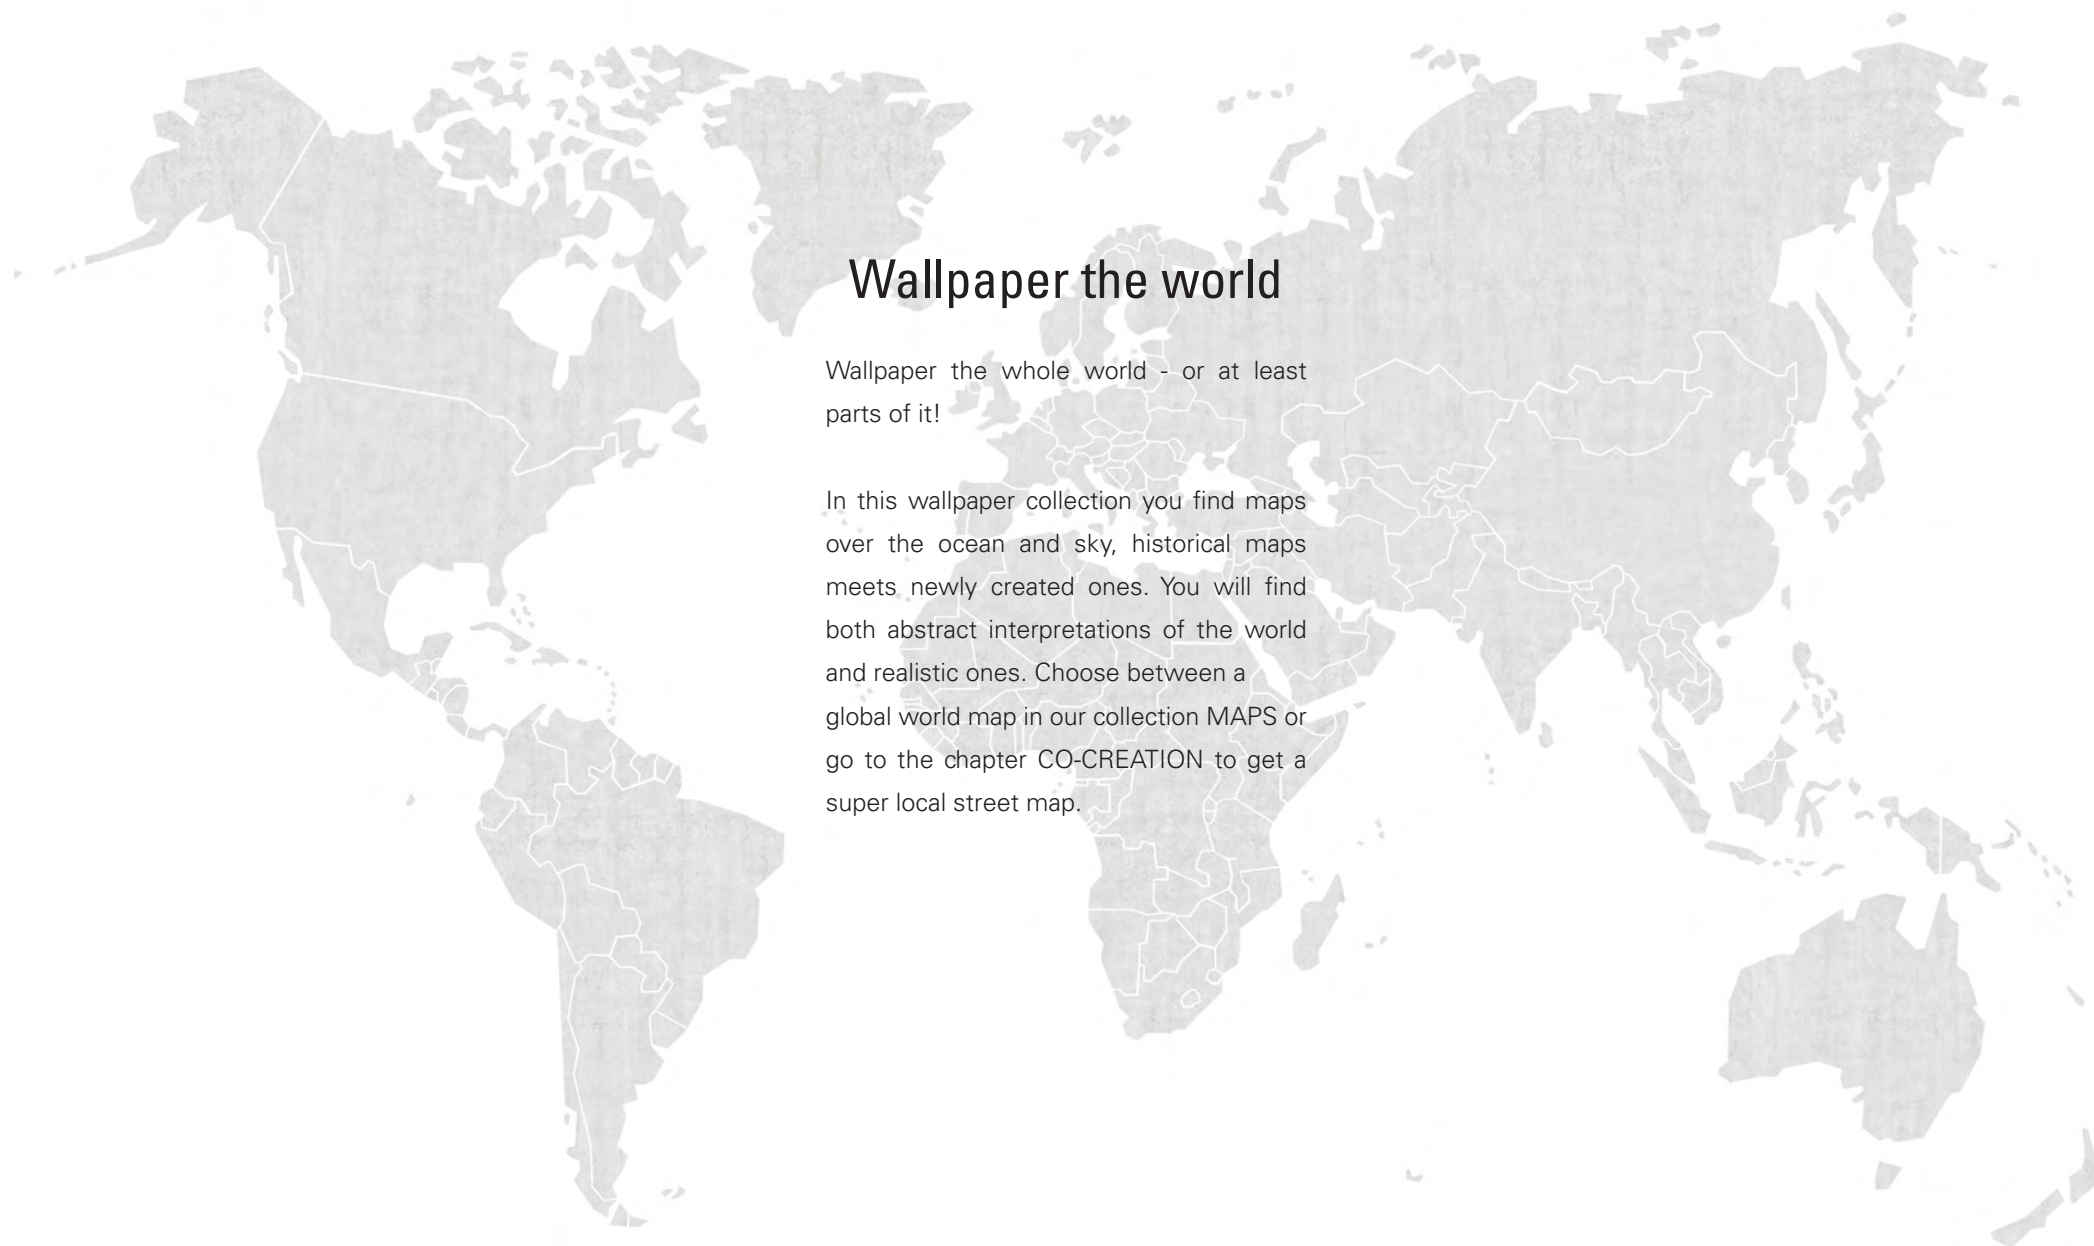 Wallpaper the world
Wallpaper the whole world - or at least
parts of it!
In this wallpaper collection you find maps
over the ocean and sky, historical maps
meets newly created ones. You will find
both abstract interpretations of the world
and realistic ones. Choose between a
global world map in our collection MAPS or
go to the chapter CO-CREATION to get a
super local street map.